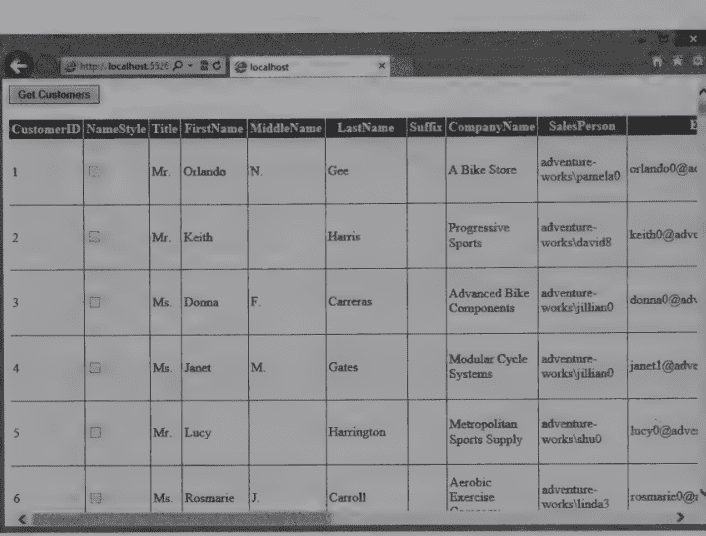 http://localhost:5526
localhost
Get Customers
CustomerID NameStyle Title FirstName MiddleName LastName Suffix CompanyName SalesPerson E
1 Mr. Orlando N. Gee A Bike Store adventure-works\pamela0 orlando0@ad
2 Mr. Keith Harris Progressive Sports adventure-works\david8 keith0@adve
3 Ms. Donna F. Carreras Advanced Bike Components adventure-works\jillian0 donna0@adv
4 Ms. Janet M. Gates Modular Cycle Systems adventure-works\jillian0 janet1@adve
5 Mr. Lucy Harrington Metropolitan Sports Supply adventure-works\shu0 lucy0@adve
6 Ms. Rosmarie J. Carroll Aerobic Exercise Company adventure-works\linda3 rosmarie0@